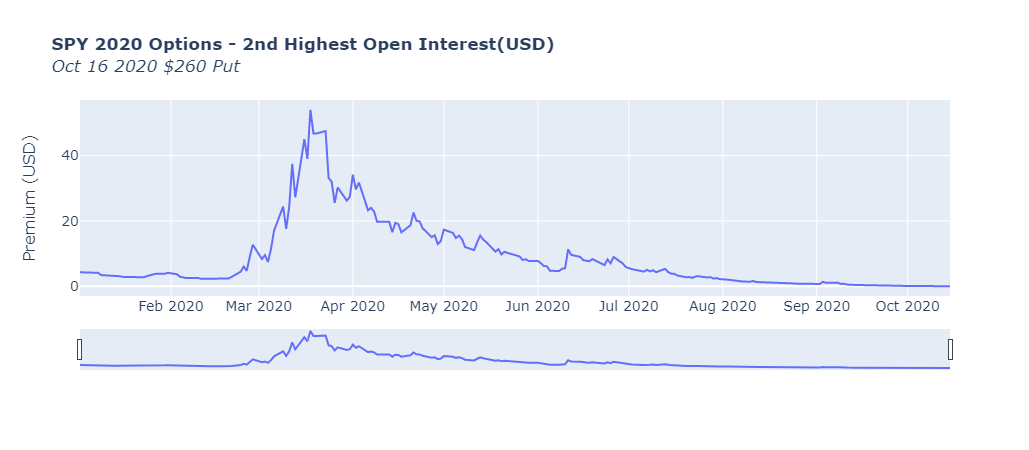 SPY 2020 Options - 2nd Highest Open Interest(USD)
Oct 16 2020 $260 Put
Premium (USD)
40
20
0
Feb 2020 Mar 2020 Apr 2020 May 2020 Jun 2020 Jul 2020 Aug 2020 Sep 2020 Oct 2020